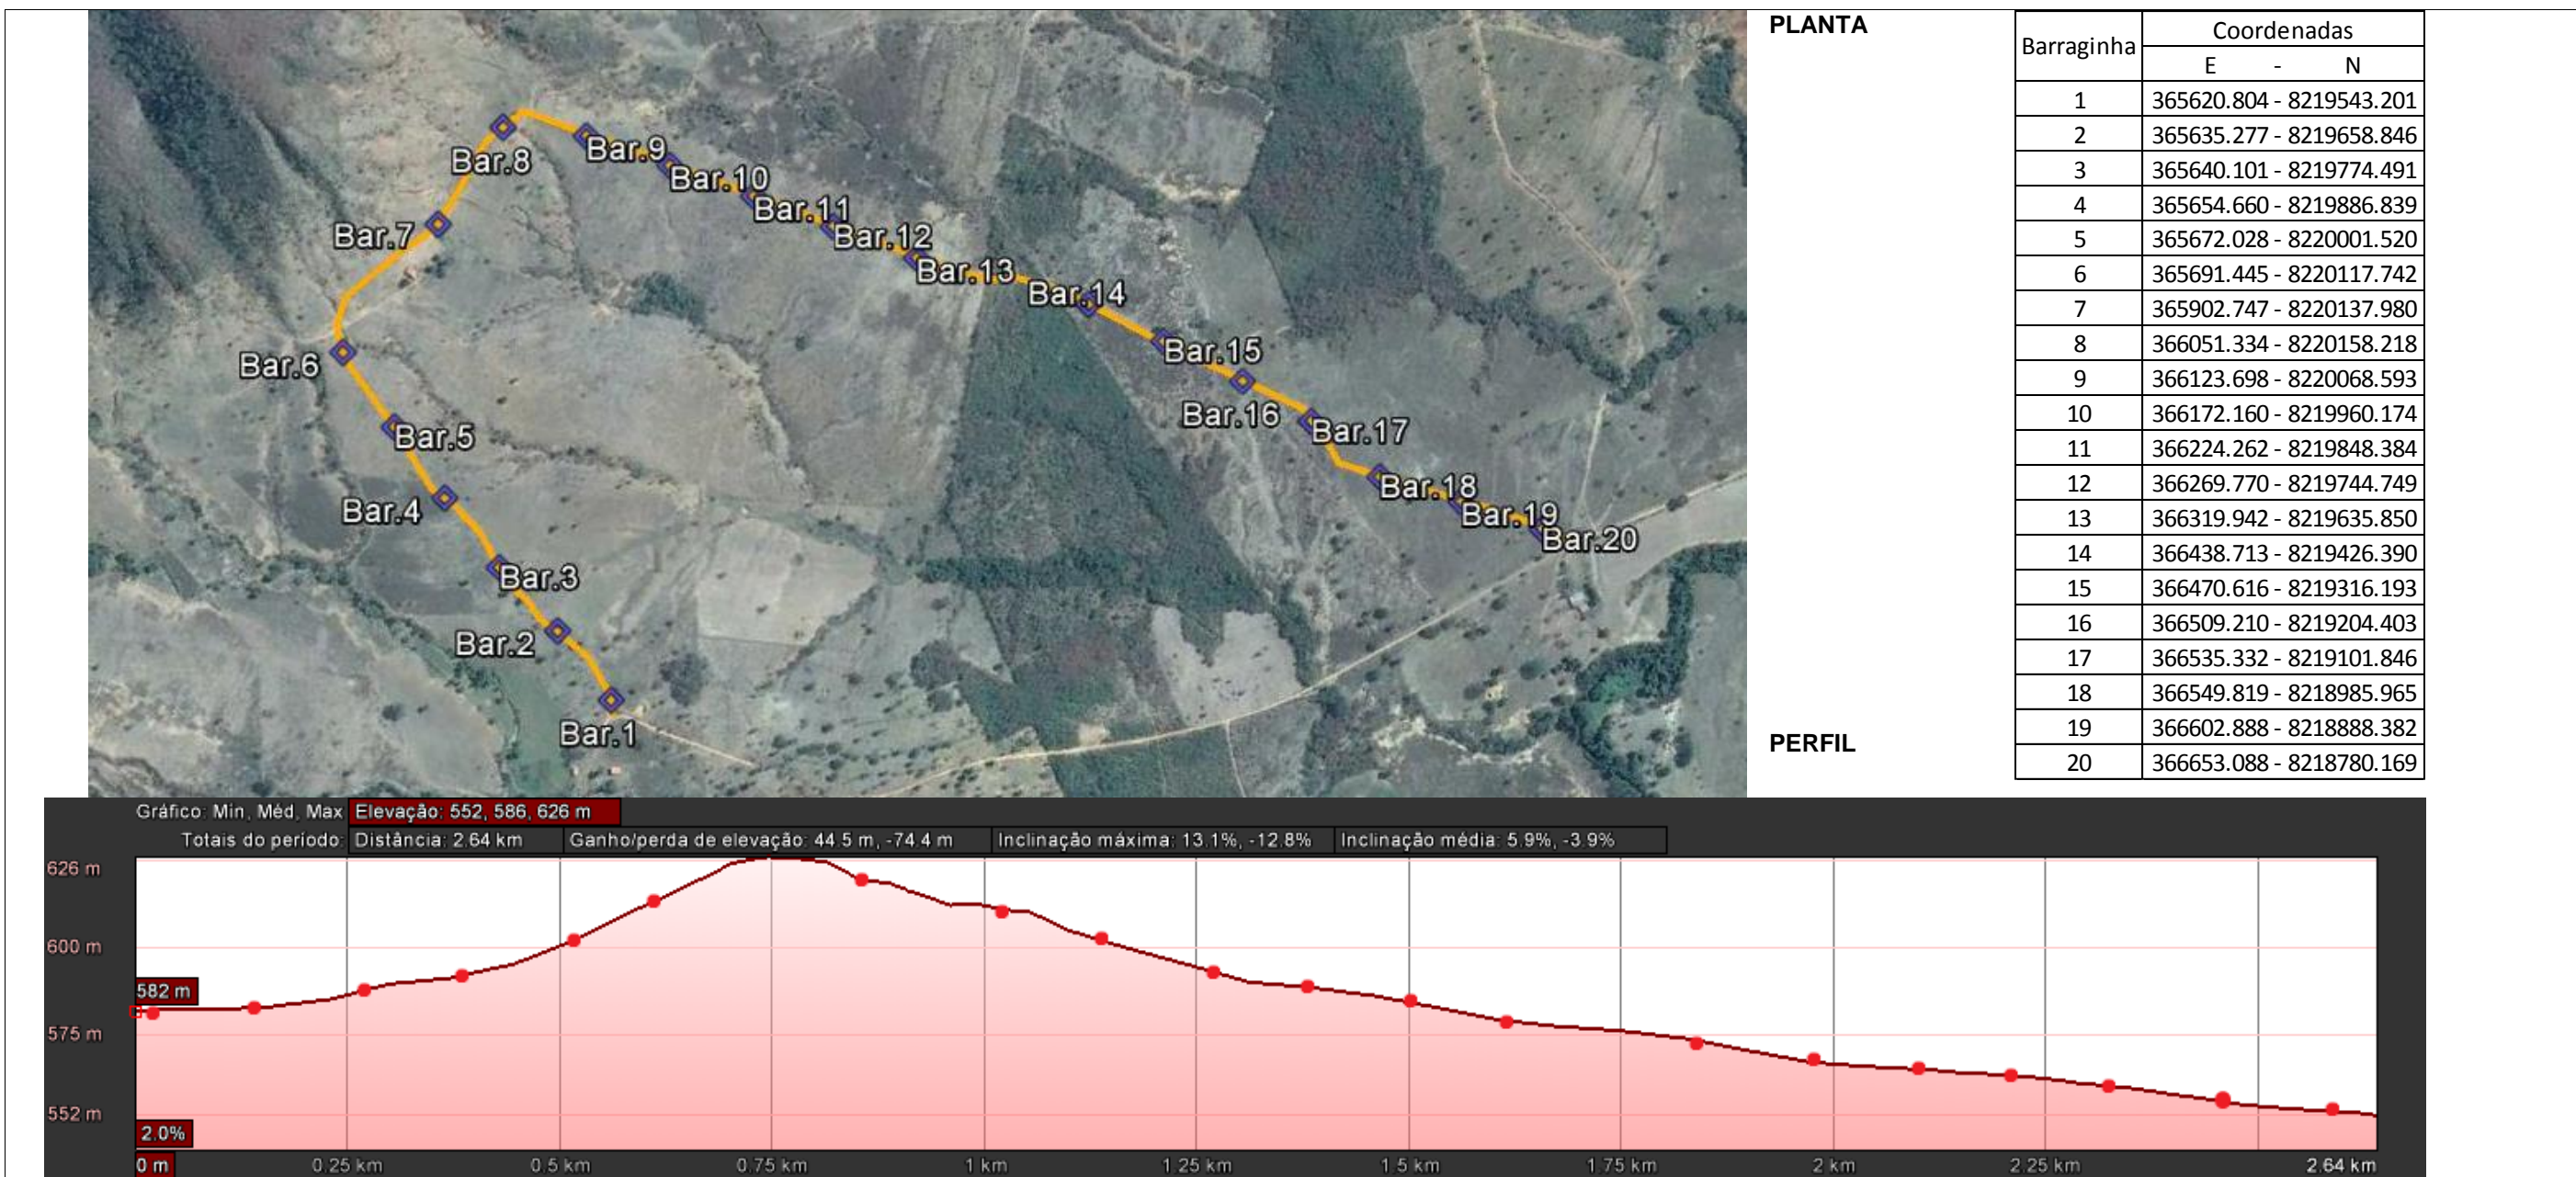 PLANTA
Barraginha
Coordenadas
E - N
1 365620.804 - 8219543.201
2 365635.277 - 8219658.846
3 365640.101 - 8219774.491
4 365654.660 - 8219886.839
5 365672.028 - 8220001.520
6 365691.445 - 8220117.742
7 365902.747 - 8220137.980
8 366051.334 - 8220158.218
9 366123.698 - 8220068.593
10 366172.160 - 8219960.174
11 366224.262 - 8219848.384
12 366269.770 - 8219744.749
13 366319.942 - 8219635.850
14 366438.713 - 8219426.390
15 366470.616 - 8219316.193
16 366509.210 - 8219204.403
17 366535.332 - 8219101.846
18 366549.819 - 8218985.965
19 366602.888 - 8218888.382
20 366653.088 - 8218780.169
Bar.8
Bar.9
Bar.10
Bar.11
Bar.7
Bar.12
Bar.13
Bar.14
Bar.15
Bar.6
Bar.16
Bar.17
Bar.5
Bar.18
Bar.4
Bar.19
Bar.20
Bar.3
Bar.2
Bar.1
PERFIL
Gráfico: Min, Méd, Max Elevação: 552, 586, 626 m
Totais do período: Distância: 2.64 km Ganho/perda de elevação: 44.5 m, -74.4 m Inclinação máxima: 13.1%, -12.8% Inclinação média: 5.9%, -3.9%
626 m
600 m
582 m
575 m
552 m
2.0%
0 m 0.25 km 0.5 km 0.75 km 1 km 1.25 km 1.5 km 1.75 km 2 km 2.25 km 2.64 km